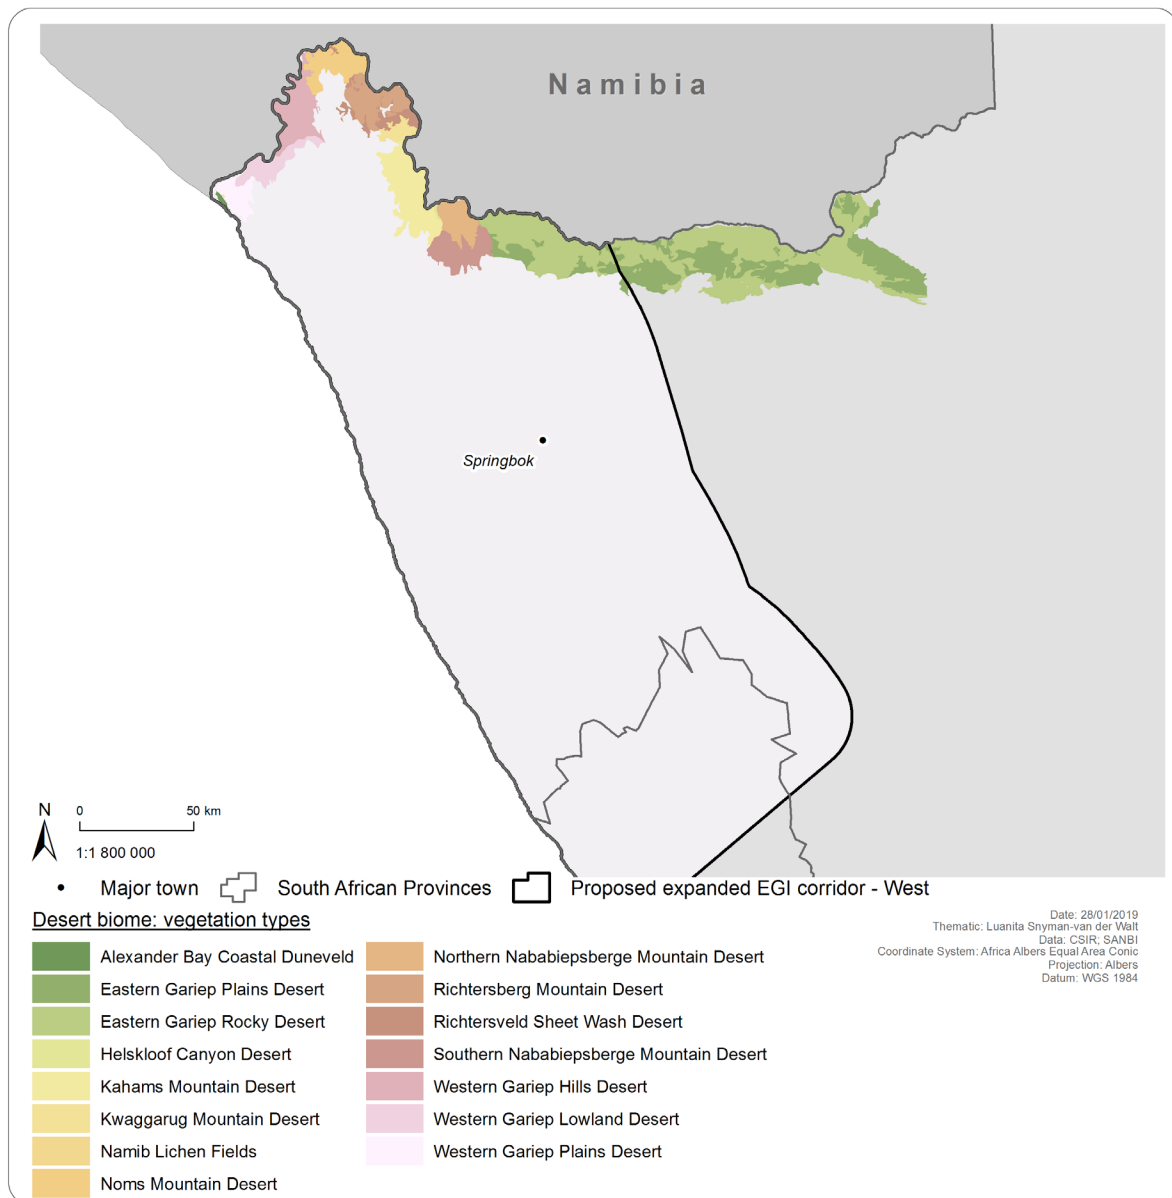 Namibia
Springbok
N
0 50 km
1:1 800 000
Major town
South African Provinces
Proposed expanded EGI corridor - West
Desert biome: vegetation types
Alexander Bay Coastal Duneveld
Eastern Gariep Plains Desert
Eastern Gariep Rocky Desert
Helskloof Canyon Desert
Kahams Mountain Desert
Kwaggarug Mountain Desert
Namib Lichen Fields
Noms Mountain Desert
Northern Nababiepsberge Mountain Desert
Richtersberg Mountain Desert
Richtersveld Sheet Wash Desert
Southern Nababiepsberge Mountain Desert
Western Gariep Hills Desert
Western Gariep Lowland Desert
Western Gariep Plains Desert
Date: 28/01/2019
Thematic: Luanita Snyman-van der Walt
Data: CSIR; SANBI
Coordinate System: Africa Albers Equal Area Conic
Projection: Albers
Datum: WGS 1984